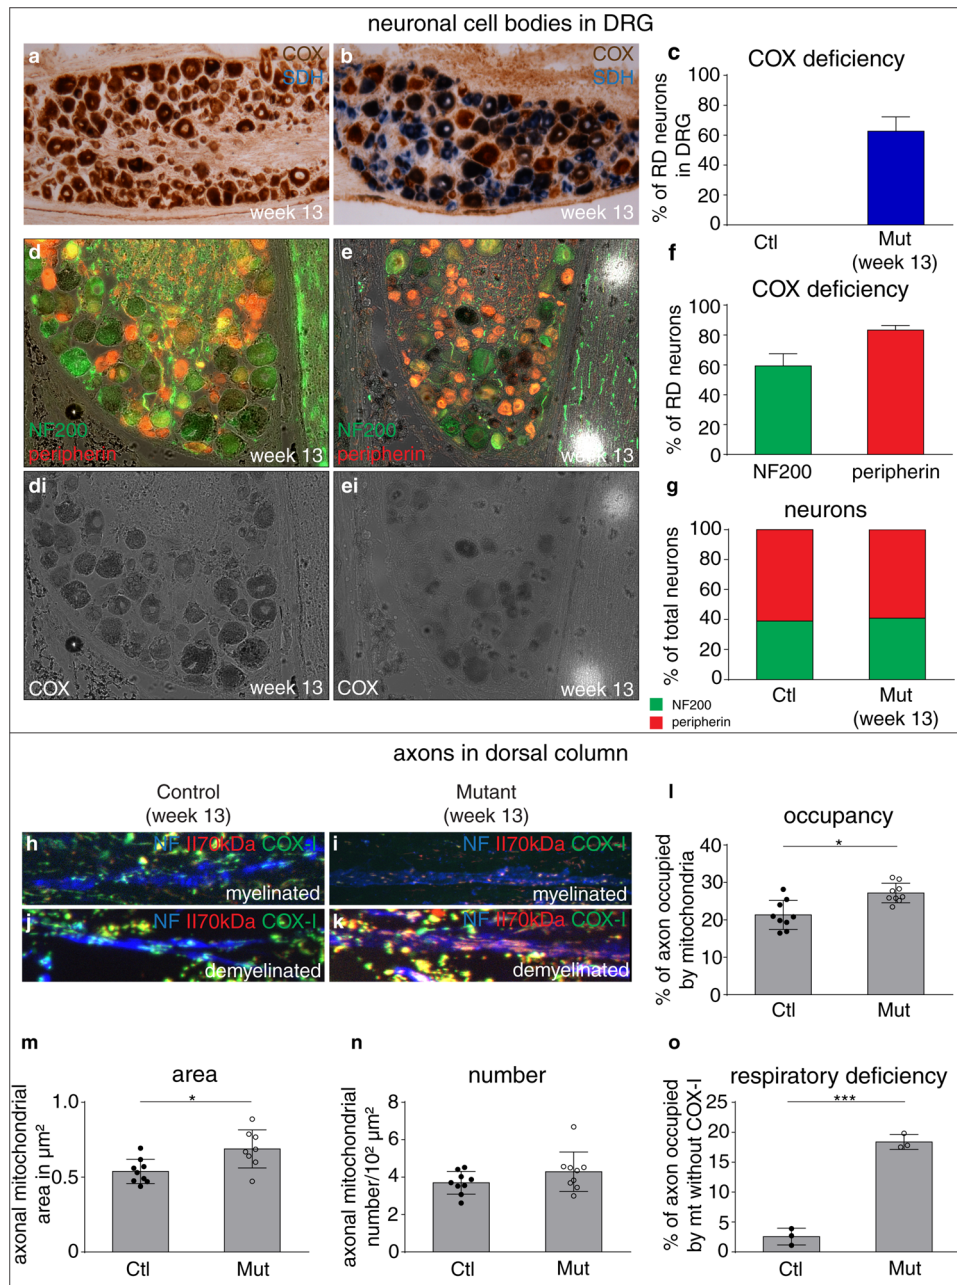 neuronal cell bodies in DRG
a
COX
SDH
week 13
b
COX
SDH
week 13
c
COX deficiency
% of RD neurons
in DRG
100
80
60
40
20
0
Ctl
Mut
(week 13)
d
NF200
peripherin
week 13
e
NF200
peripherin
week 13
f
COX deficiency
% of RD neurons
100
80
60
40
20
0
NF200
peripherin
di
COX
week 13
ei
COX
week 13
g
neurons
% of total neurons
100
80
60
40
20
0
Ctl
Mut
(week 13)
NF200
peripherin
axons in dorsal column
Control
(week 13)
Mutant
(week 13)
h
NF II70kDa COX-I
myelinated
i
NF II70kDa COX-I
myelinated
j
NF II70kDa COX-I
demyelinated
k
NF II70kDa COX-I
demyelinated
l
occupancy
% of axon occupied
by mitochondria
40
30
20
10
0
*
Ctl
Mut
m
area
axonal mitochondrial
area in µm²
1.0
0.5
0
*
Ctl
Mut
n
number
axonal mitochondrial
number/10² µm²
8
6
4
2
0
Ctl
Mut
o
respiratory deficiency
% of axon occupied
by mt without COX-I
25
20
15
10
5
0
***
Ctl
Mut